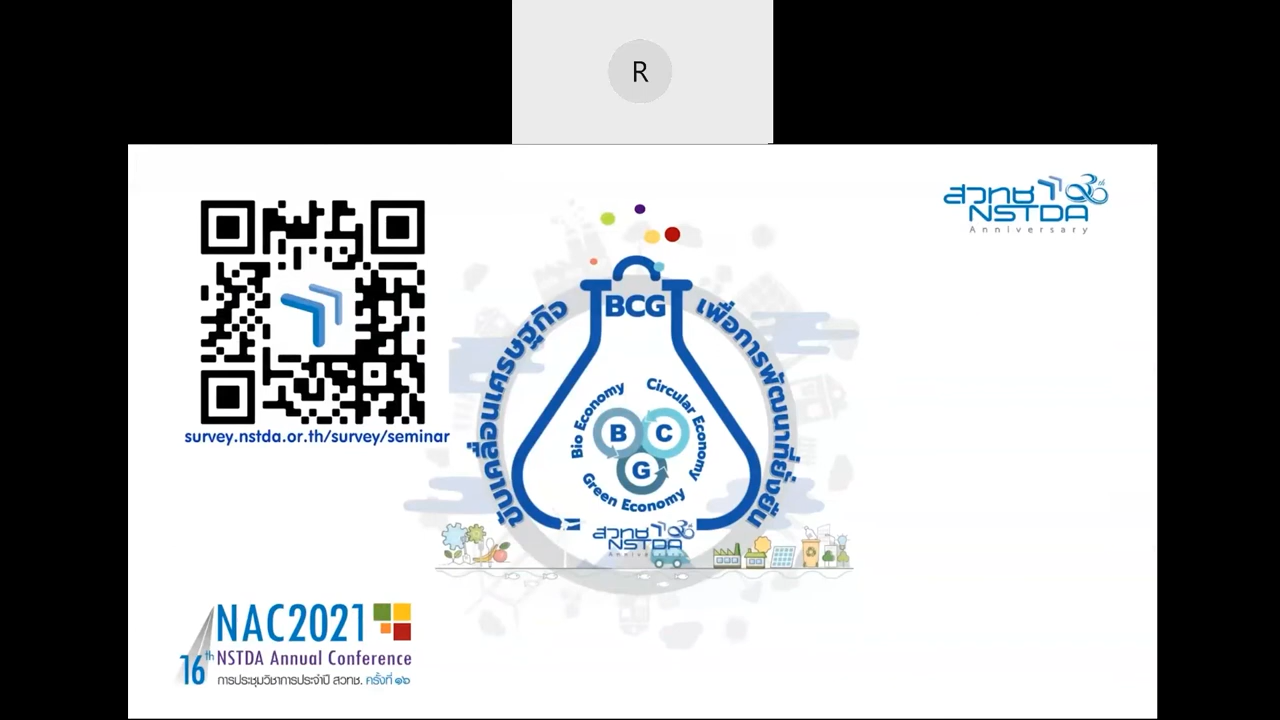 R
สวทช ๓๐th
NSTDA
Anniversary
survey.nstda.or.th/survey/seminar
BCG
ขับเคลื่อนเศรษฐกิจ
เพื่อการพัฒนาที่ยั่งยืน
Bio Economy
Circular Economy
Green Economy
B
C
G
สวทช
NSTDA
NAC2021
16th NSTDA Annual Conference
การประชุมวิชาการประจำปี สวทช. ครั้งที่ ๑๖